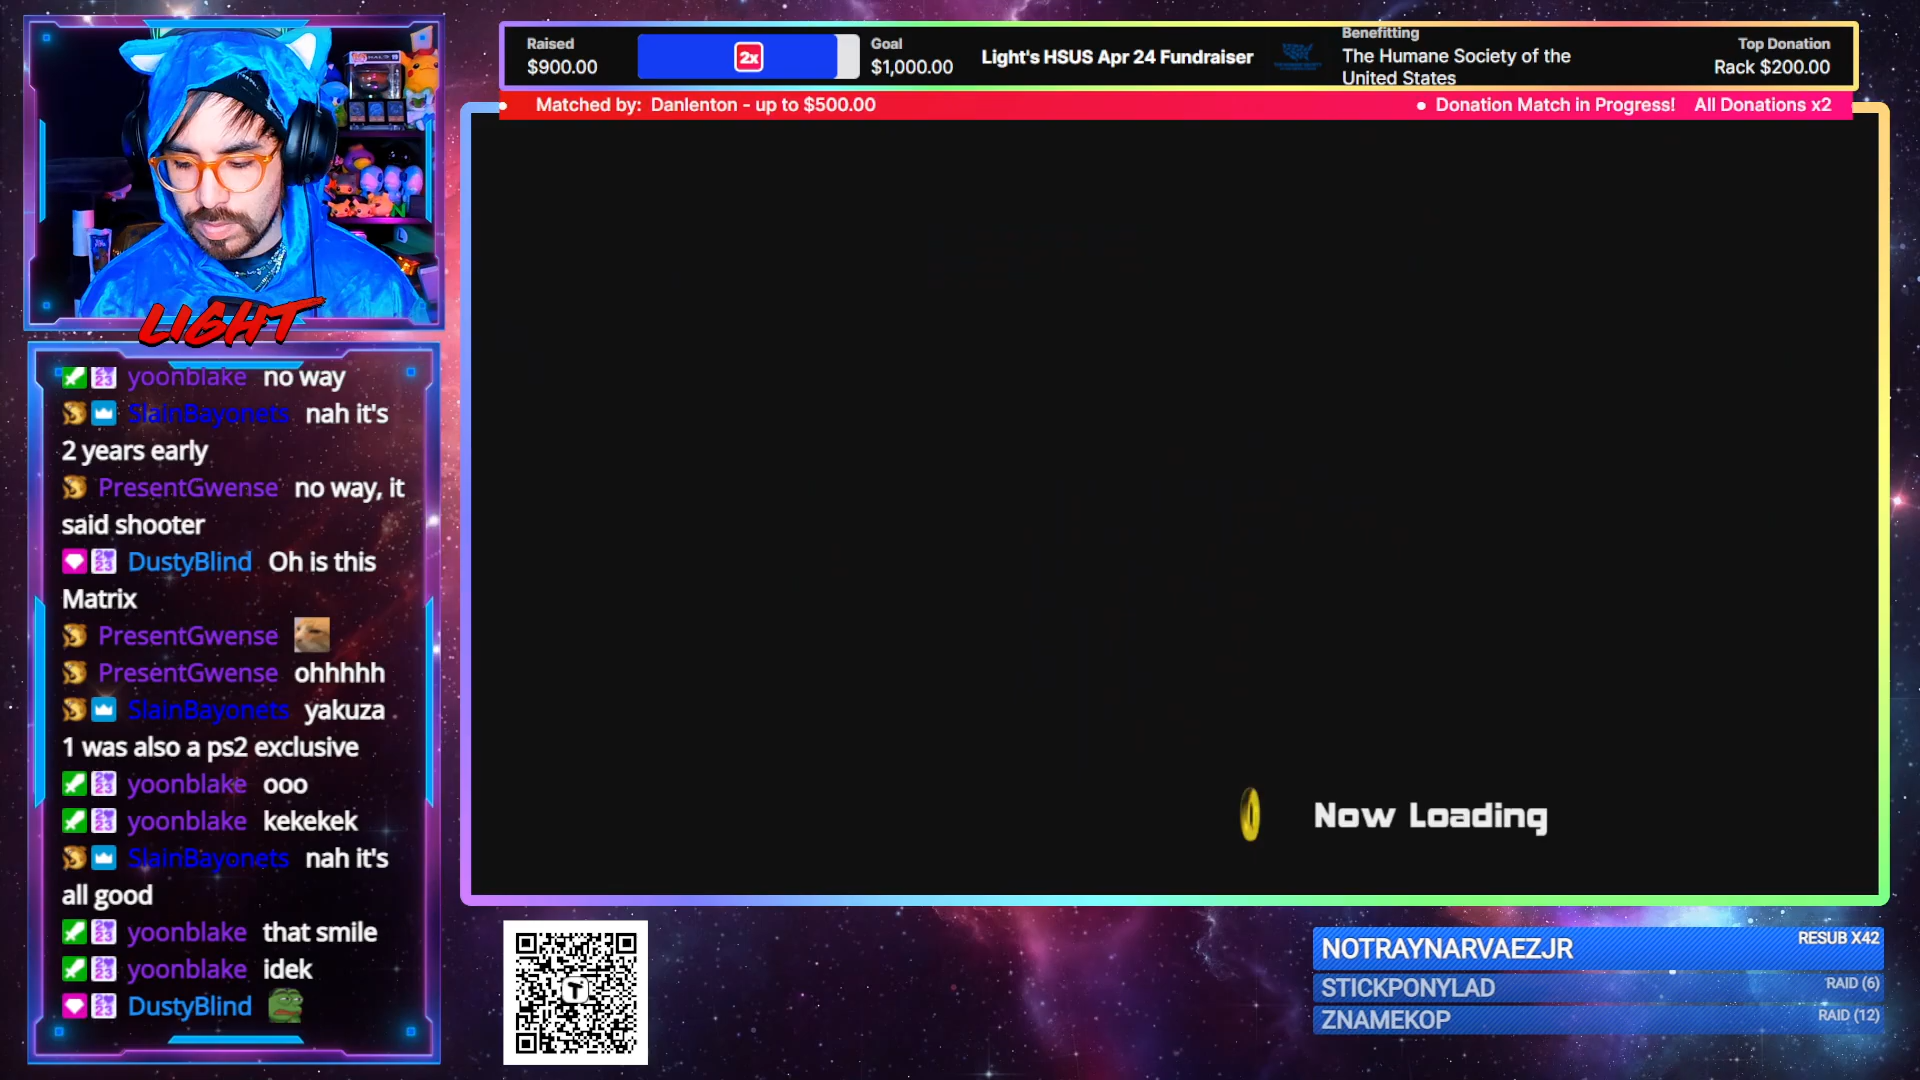 Raised
$900.00
2x
Goal
$1,000.00
Light's HSUS Apr 24 Fundraiser
Benefitting
The Humane Society of the
United States
Top Donation
Rack $200.00
Matched by: Danlenton - up to $500.00
Donation Match in Progress! All Donations x2
LIGHT
yoonblake no way
SlainBayonets nah it's
2 years early
PresentGwense no way, it
said shooter
DustyBlind Oh is this
Matrix
PresentGwense
PresentGwense ohhhhh
SlainBayonets yakuza
1 was also a ps2 exclusive
yoonblake ooo
yoonblake kekekek
SlainBayonets nah it's
all good
yoonblake that smile
yoonblake idek
DustyBlind
Now Loading
T
NOTRAYNARVAEZJR RESUB X42
STICKPONYLAD RAID (6)
ZNAMEKOP RAID (12)